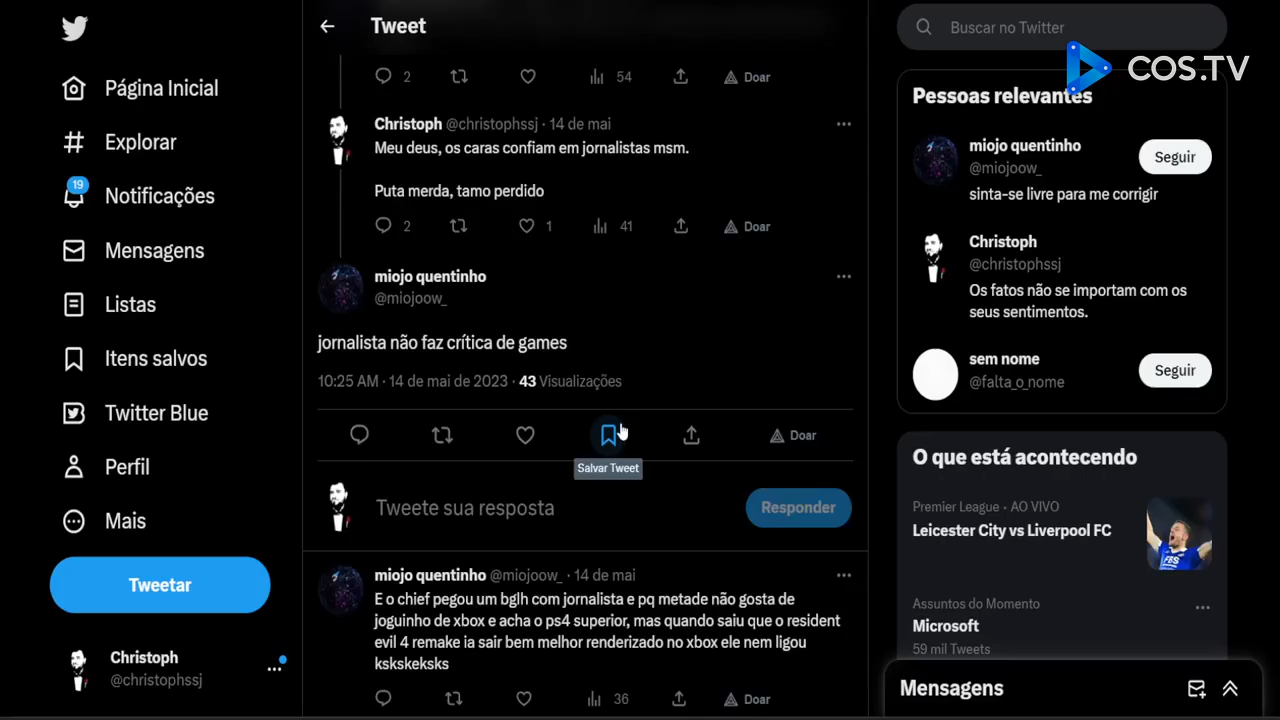 Tweet
Buscar no Twitter
COS.TV
Página Inicial
Explorar
19
Notificações
Mensagens
Listas
Itens salvos
Twitter Blue
Perfil
Mais
Tweetar
Christoph
@christophssj
2
54
Doar
Christoph @christophssj · 14 de mai
Meu deus, os caras confiam em jornalistas msm.
Puta merda, tamo perdido
2
1
41
Doar
miojo quentinho
@miojoow_
jornalista não faz crítica de games
10:25 AM · 14 de mai de 2023 · 43 Visualizações
Doar
Salvar Tweet
Tweete sua resposta
Responder
miojo quentinho @miojoow_ · 14 de mai
E o chief pegou um bglh com jornalista e pq metade não gosta de
joguinho de xbox e acha o ps4 superior, mas quando saiu que o resident
evil 4 remake ia sair bem melhor renderizado no xbox ele nem ligou
kskskeksks
36
Doar
Pessoas relevantes
miojo quentinho
@miojoow_
Seguir
sinta-se livre para me corrigir
Christoph
@christophssj
Os fatos não se importam com os
seus sentimentos.
sem nome
@falta_o_nome
Seguir
O que está acontecendo
Premier League · AO VIVO
Leicester City vs Liverpool FC
Assuntos do Momento
Microsoft
59 mil Tweets
Mensagens